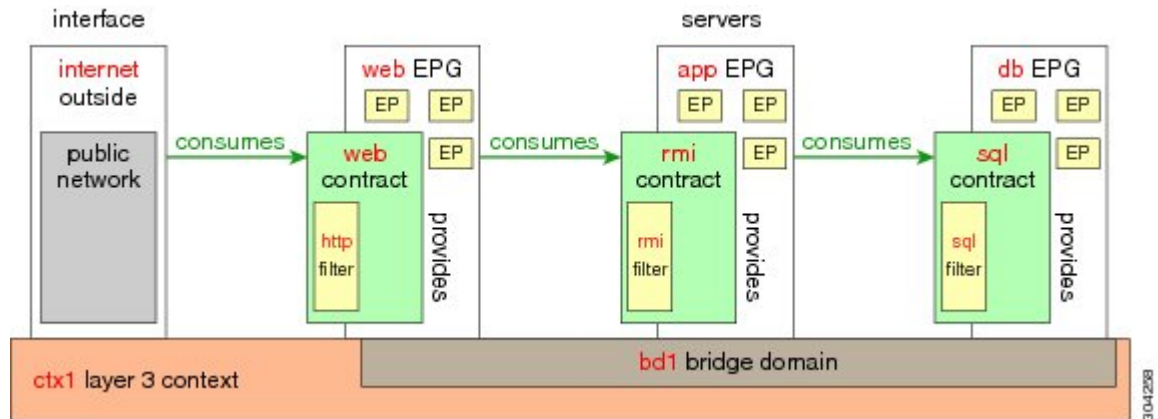 interface
servers
internet
outside
public
network
consumes
web EPG
EP
EP
EP
web
contract
http
filter
provides
consumes
app EPG
EP
EP
EP
rmi
contract
rmi
filter
provides
consumes
db EPG
EP
EP
EP
sql
contract
sql
filter
provides
bd1 bridge domain
ctx1 layer 3 context
304258